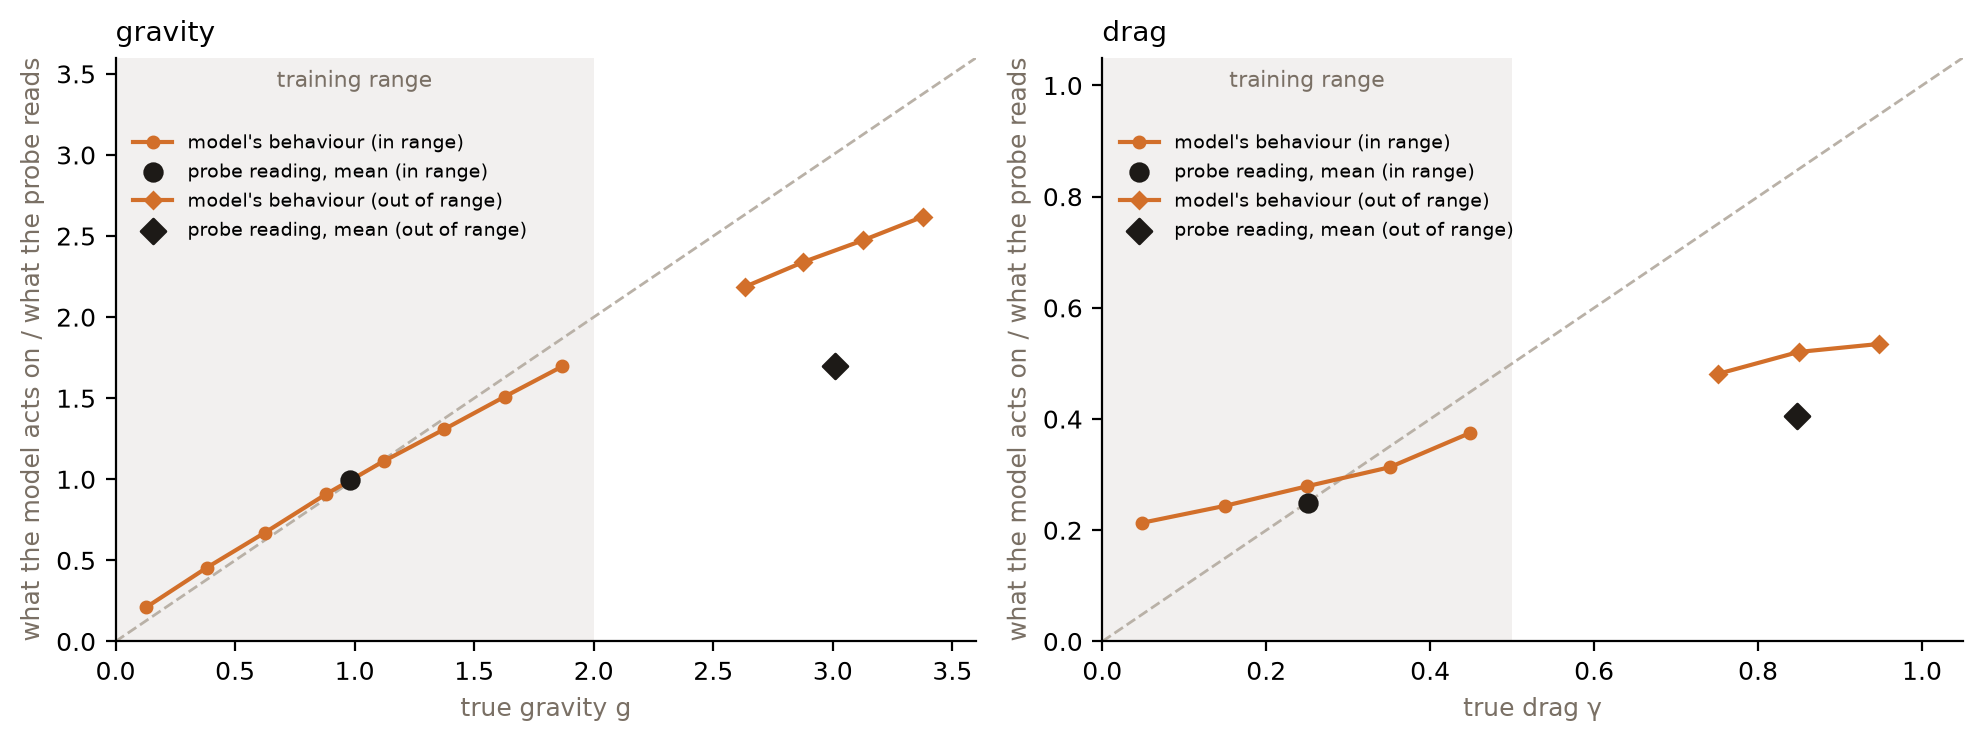 gravity
what the model acts on / what the probe reads
3.5
3.0
2.5
2.0
1.5
1.0
0.5
0.0
training range
model's behaviour (in range)
probe reading, mean (in range)
model's behaviour (out of range)
probe reading, mean (out of range)
0.0 0.5 1.0 1.5 2.0 2.5 3.0 3.5
true gravity g
drag
what the model acts on / what the probe reads
1.0
0.8
0.6
0.4
0.2
0.0
training range
model's behaviour (in range)
probe reading, mean (in range)
model's behaviour (out of range)
probe reading, mean (out of range)
0.0 0.2 0.4 0.6 0.8 1.0
true drag γ